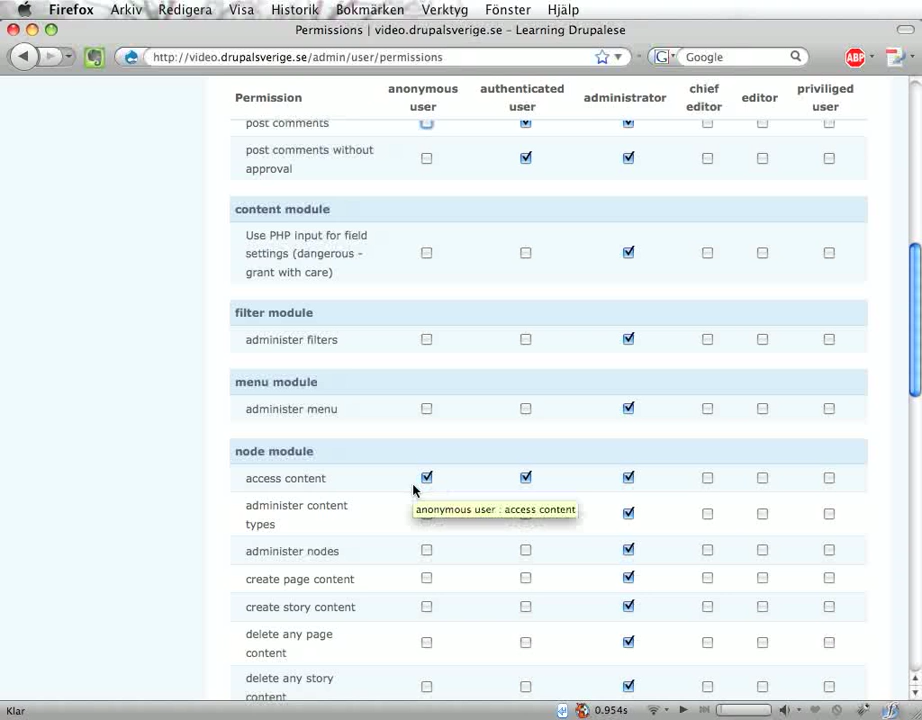 Firefox Arkiv Redigera Visa Historik Bokmärken Verktyg Fönster Hjälp
Permissions | video.drupalsverige.se – Learning Drupalese
http://video.drupalsverige.se/admin/user/permissions
Google
ABP
Permission anonymous user authenticated user administrator chief editor editor priviliged user
post comments
post comments without
approval
content module
Use PHP input for field
settings (dangerous -
grant with care)
filter module
administer filters
menu module
administer menu
node module
access content
anonymous user : access content
administer content
types
administer nodes
create page content
create story content
delete any page
content
delete any story
content
Klar
0.954s